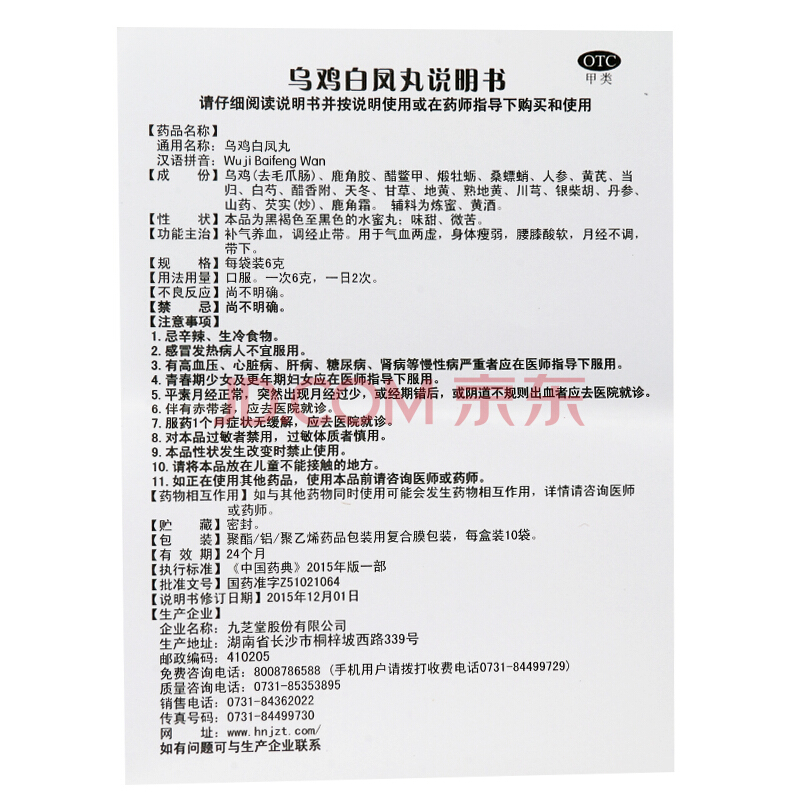 OTC
甲类
乌鸡白凤丸说明书
请仔细阅读说明书并按说明使用或在药师指导下购买和使用
【药品名称】
通用名称：乌鸡白凤丸
汉语拼音：Wu ji Baifeng Wan
【成　份】乌鸡(去毛爪肠)、鹿角胶、醋鳖甲、煅牡蛎、桑螵蛸、人参、黄芪、当
归、白芍、醋香附、天冬、甘草、地黄、熟地黄、川芎、银柴胡、丹参、
山药、芡实(炒)、鹿角霜。 辅料为炼蜜、黄酒。
【性　状】本品为黑褐色至黑色的水蜜丸；味甜、微苦。
【功能主治】补气养血，调经止带。用于气血两虚，身体瘦弱，腰膝酸软，月经不调，
带下。
【规　格】每袋装6克
【用法用量】口服。一次6克，一日2次。
【不良反应】尚不明确。
【禁　忌】尚不明确。
【注意事项】
1. 忌辛辣、生冷食物。
2. 感冒发热病人不宜服用。
3. 有高血压、心脏病、肝病、糖尿病、肾病等慢性病严重者应在医师指导下服用。
4. 青春期少女及更年期妇女应在医师指导下服用。
5. 平素月经正常，突然出现月经过少，或经期错后，或阴道不规则出血者应去医院就诊。
6. 伴有赤带者，应去医院就诊。
7. 服药1个月症状无缓解，应去医院就诊。
8. 对本品过敏者禁用，过敏体质者慎用。
9. 本品性状发生改变时禁止使用。
10. 请将本品放在儿童不能接触的地方。
11. 如正在使用其他药品，使用本品前请咨询医师或药师。
【药物相互作用】如与其他药物同时使用可能会发生药物相互作用，详情请咨询医师
或药师。
【贮　藏】密封。
【包　装】聚酯/铝/聚乙烯药品包装用复合膜包装，每盒装10袋。
【有 效 期】24个月
【执行标准】《中国药典》2015年版一部
【批准文号】国药准字Z51021064
【说明书修订日期】2015年12月01日
【生产企业】
企业名称：九芝堂股份有限公司
生产地址：湖南省长沙市桐梓坡西路339号
邮政编码：410205
免费咨询电话：8008786588 (手机用户请拨打收费电话0731-84499729)
质量咨询电话：0731-85353895
销售电话：0731-84362022
传真号码：0731-84499730
网　址：www.hnjzt.com/
如有问题可与生产企业联系
JD.COM 京东